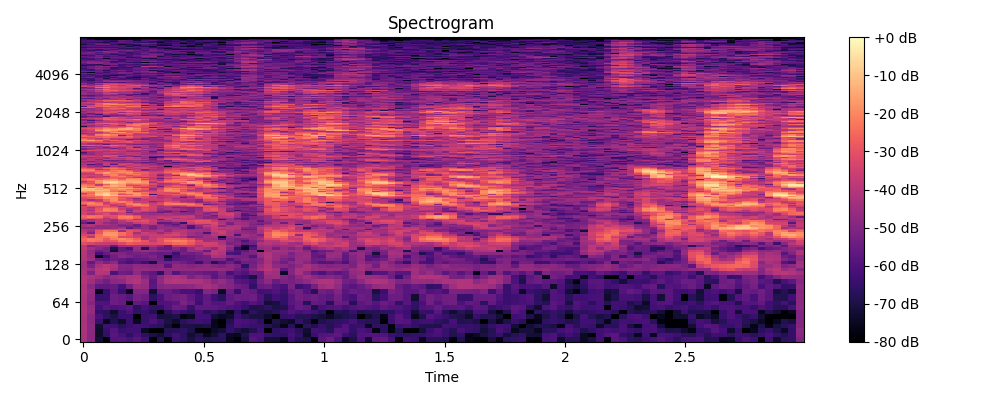 Spectrogram
Hz
4096
2048
1024
512
256
128
64
0
0
0.5
1
1.5
2
2.5
Time
+0 dB
-10 dB
-20 dB
-30 dB
-40 dB
-50 dB
-60 dB
-70 dB
-80 dB